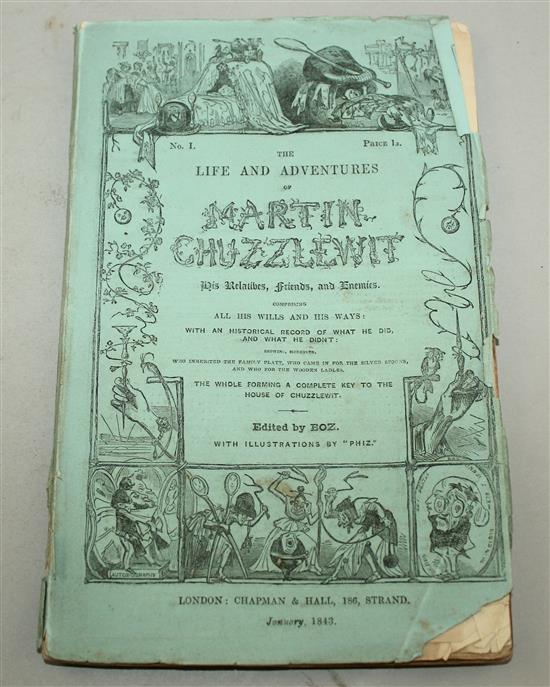 No. I. PRICE 1s.
THE
LIFE AND ADVENTURES
OF
MARTIN
CHUZZLEWIT
His Relatives, Friends, and Enemies.
COMPRISING
ALL HIS WILLS AND HIS WAYS:
WITH AN HISTORICAL RECORD OF WHAT HE DID,
AND WHAT HE DIDN'T:
SHEWING, MOREOVER,
WHO INHERITED THE FAMILY PLATE, WHO CAME IN FOR THE SILVER SPOONS,
AND WHO FOR THE WOODEN LADLES.
THE WHOLE FORMING A COMPLETE KEY TO THE
HOUSE OF CHUZZLEWIT.
Edited by BOZ.
WITH ILLUSTRATIONS BY "PHIZ."
LONDON: CHAPMAN & HALL, 186, STRAND.
January, 1843.